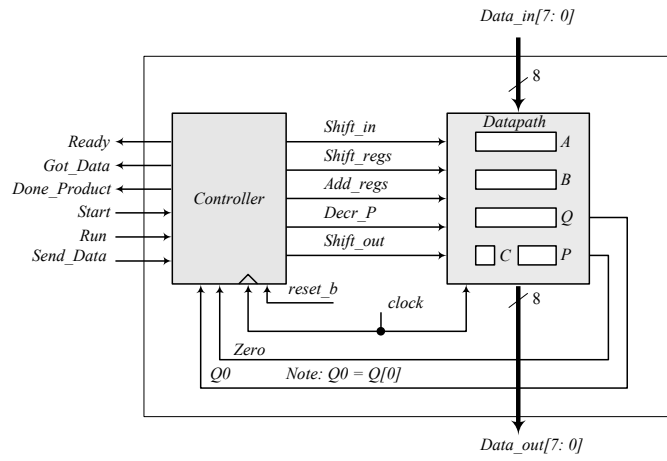 Data_in[7: 0]
8
Datapath
Ready
Shift_in
A
Got_Data
Shift_regs
B
Done_Product
Controller
Add_regs
Start
Decr_P
Q
Run
Shift_out
Send_Data
C
P
reset_b
clock
8
Zero
Q0
Note: Q0 = Q[0]
Data_out[7: 0]